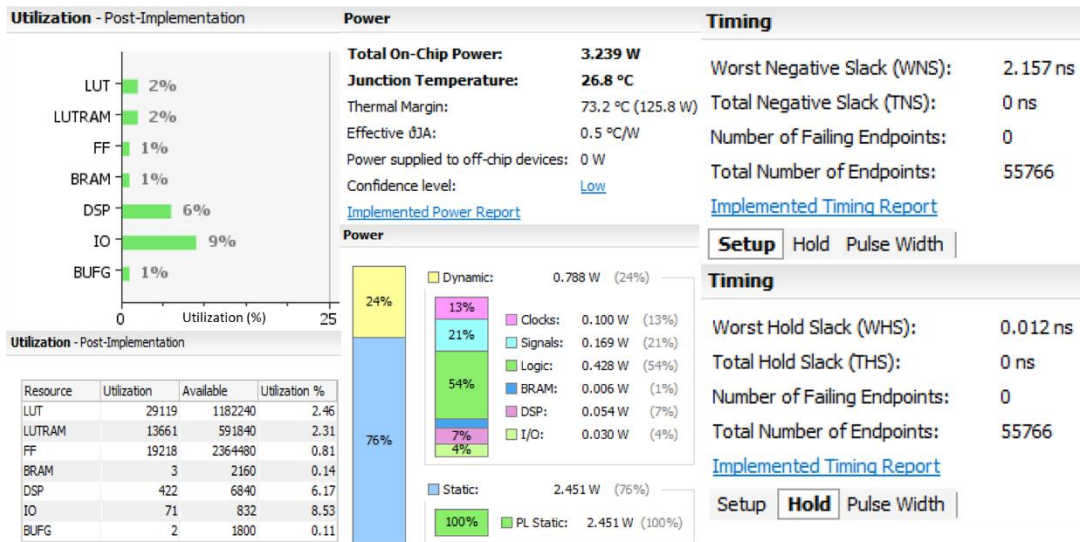 Utilization - Post-Implementation
LUT 2%
LUTRAM 2%
FF 1%
BRAM 1%
DSP 6%
IO 9%
BUFG 1%
0 Utilization (%) 25
Utilization - Post-Implementation
Resource Utilization Available Utilization %
LUT 29119 1182240 2.46
LUTRAM 13661 591840 2.31
FF 19218 2364480 0.81
BRAM 3 2160 0.14
DSP 422 6840 6.17
IO 71 832 8.53
BUFG 2 1800 0.11
Power
Total On-Chip Power: 3.239 W
Junction Temperature: 26.8 °C
Thermal Margin: 73.2 °C (125.8 W)
Effective ϑJA: 0.5 °C/W
Power supplied to off-chip devices: 0 W
Confidence level: Low
Implemented Power Report
Power
24%
76%
Dynamic: 0.788 W (24%)
13%
21%
54%
7%
4%
Clocks: 0.100 W (13%)
Signals: 0.169 W (21%)
Logic: 0.428 W (54%)
BRAM: 0.006 W (1%)
DSP: 0.054 W (7%)
I/O: 0.030 W (4%)
Static: 2.451 W (76%)
100% PL Static: 2.451 W (100%)
Timing
Worst Negative Slack (WNS): 2.157 ns
Total Negative Slack (TNS): 0 ns
Number of Failing Endpoints: 0
Total Number of Endpoints: 55766
Implemented Timing Report
Setup Hold Pulse Width
Timing
Worst Hold Slack (WHS): 0.012 ns
Total Hold Slack (THS): 0 ns
Number of Failing Endpoints: 0
Total Number of Endpoints: 55766
Implemented Timing Report
Setup Hold Pulse Width